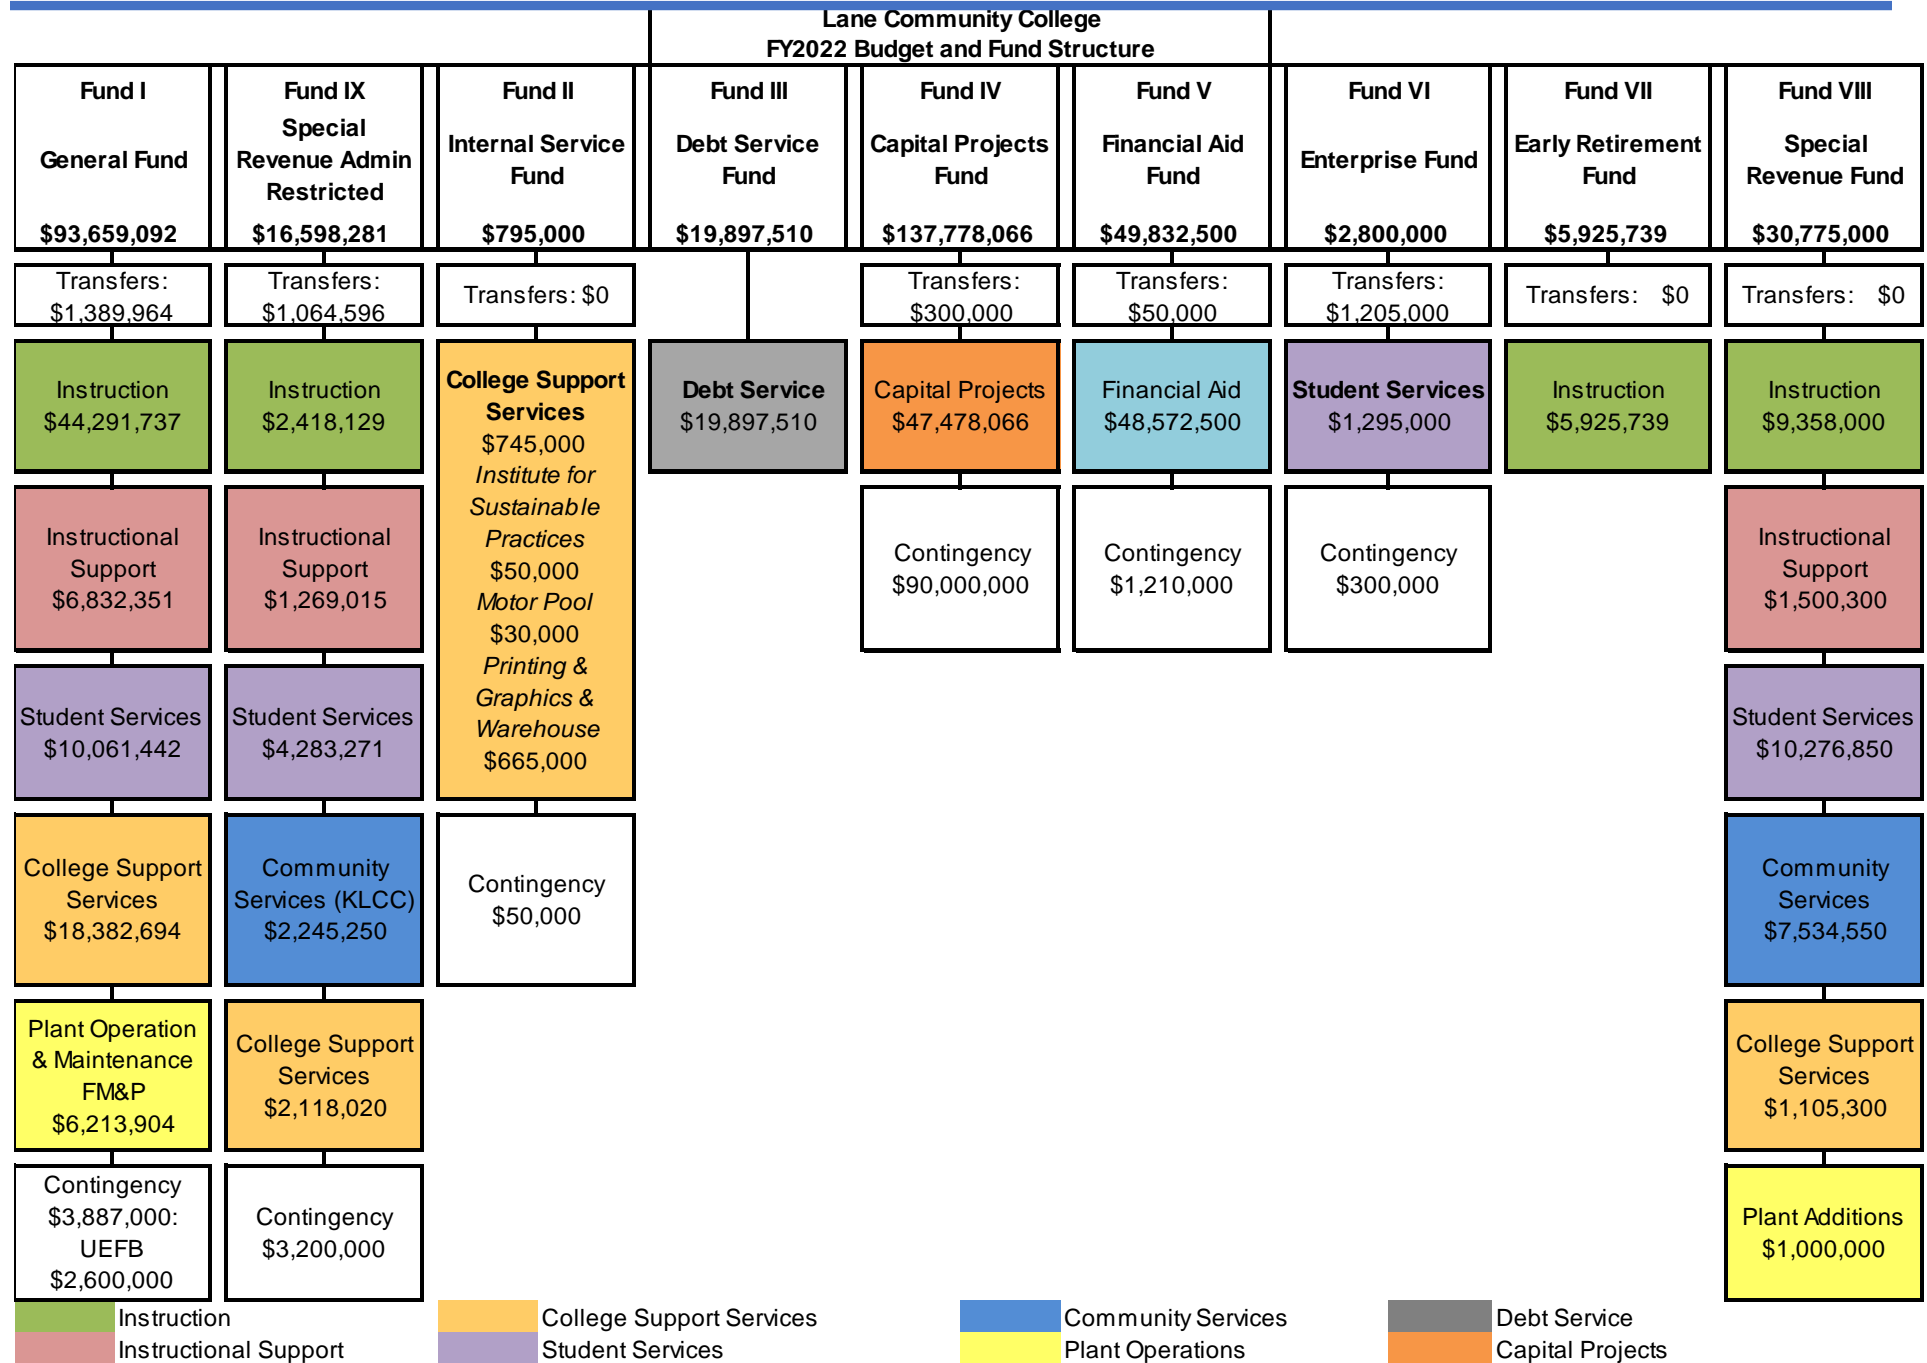 Lane Community College
FY2022 Budget and Fund Structure
Fund I
General Fund
$93,659,092
Transfers:
$1,389,964
Instruction
$44,291,737
Instructional
Support
$6,832,351
Student Services
$10,061,442
College Support
Services
$18,382,694
Plant Operation
& Maintenance
FM&P
$6,213,904
Contingency
$3,887,000:
UEFB
$2,600,000
Fund IX
Special
Revenue Admin
Restricted
$16,598,281
Transfers:
$1,064,596
Instruction
$2,418,129
Instructional
Support
$1,269,015
Student Services
$4,283,271
Community
Services (KLCC)
$2,245,250
College Support
Services
$2,118,020
Contingency
$3,200,000
Fund II
Internal Service
Fund
$795,000
Transfers: $0
College Support
Services
$745,000
Institute for
Sustainable
Practices
$50,000
Motor Pool
$30,000
Printing &
Graphics &
Warehouse
$665,000
Contingency
$50,000
Fund III
Debt Service
Fund
$19,897,510
Debt Service
$19,897,510
Fund IV
Capital Projects
Fund
$137,778,066
Transfers:
$300,000
Capital Projects
$47,478,066
Contingency
$90,000,000
Fund V
Financial Aid
Fund
$49,832,500
Transfers:
$50,000
Financial Aid
$48,572,500
Contingency
$1,210,000
Fund VI
Enterprise Fund
$2,800,000
Transfers:
$1,205,000
Student Services
$1,295,000
Contingency
$300,000
Fund VII
Early Retirement
Fund
$5,925,739
Transfers: $0
Instruction
$5,925,739
Fund VIII
Special
Revenue Fund
$30,775,000
Transfers: $0
Instruction
$9,358,000
Instructional
Support
$1,500,300
Student Services
$10,276,850
Community
Services
$7,534,550
College Support
Services
$1,105,300
Plant Additions
$1,000,000
Instruction
College Support Services
Community Services
Debt Service
Instructional Support
Student Services
Plant Operations
Capital Projects